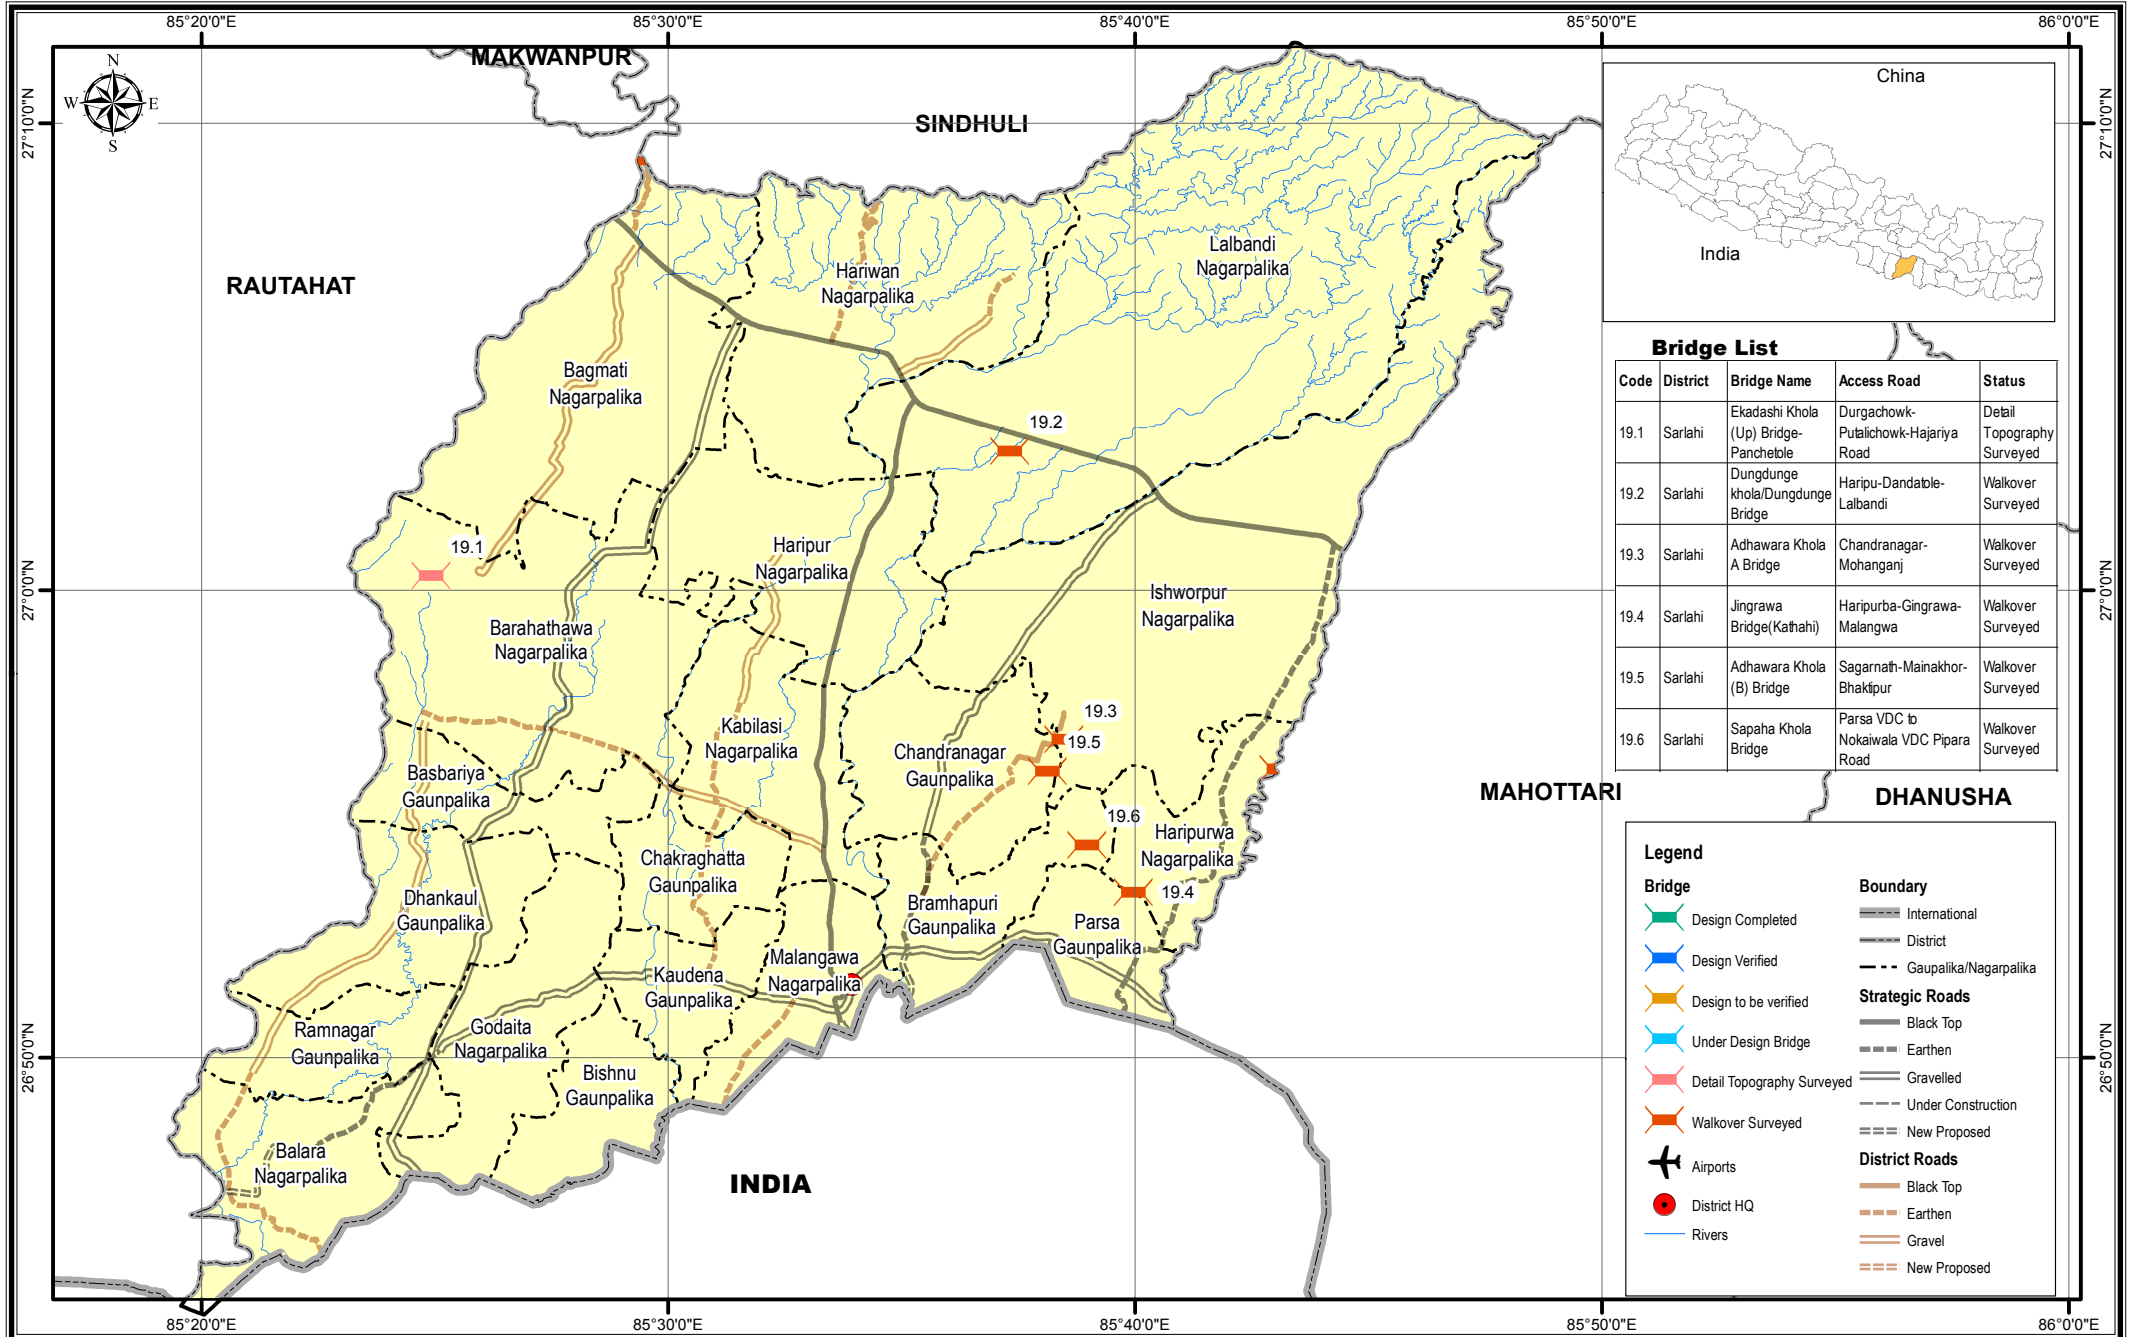 85°20'0"E
85°30'0"E
85°40'0"E
85°50'0"E
86°0'0"E
27°10'0"N
27°0'0"N
26°50'0"N
27°10'0"N
27°0'0"N
26°50'0"N
N
W
E
S
MAKWANPUR
SINDHULI
RAUTAHAT
MAHOTTARI
DHANUSHA
INDIA
China
India
Lalbandi
Nagarpalika
Hariwan
Nagarpalika
Bagmati
Nagarpalika
19.2
19.1
Haripur
Nagarpalika
Ishworpur
Nagarpalika
Barahathawa
Nagarpalika
19.3
19.5
Kabilasi
Nagarpalika
Chandranagar
Gaunpalika
Basbariya
Gaunpalika
19.6
Haripurwa
Nagarpalika
Chakraghatta
Gaunpalika
19.4
Dhankaul
Gaunpalika
Bramhapuri
Gaunpalika
Parsa
Gaunpalika
Malangawa
Nagarpalika
Kaudena
Gaunpalika
Ramnagar
Gaunpalika
Godaita
Nagarpalika
Bishnu
Gaunpalika
Balara
Nagarpalika
Bridge List
Code District Bridge Name Access Road Status
19.1 Sarlahi Ekadashi Khola (Up) Bridge- Panchetole Durgachowk- Putalichowk-Hajariya Road Detail Topography Surveyed
19.2 Sarlahi Dungdunge khola/Dungdunge Bridge Haripu-Dandatole- Lalbandi Walkover Surveyed
19.3 Sarlahi Adhawara Khola A Bridge Chandranagar- Mohanganj Walkover Surveyed
19.4 Sarlahi Jingrawa Bridge(Kathahi) Haripurba-Gingrawa- Malangwa Walkover Surveyed
19.5 Sarlahi Adhawara Khola (B) Bridge Sagarnath-Mainakhor- Bhaktipur Walkover Surveyed
19.6 Sarlahi Sapaha Khola Bridge Parsa VDC to Nokaiwala VDC Pipara Road Walkover Surveyed
Legend
Bridge
Design Completed
Design Verified
Design to be verified
Under Design Bridge
Detail Topography Surveyed
Walkover Surveyed
Airports
District HQ
Rivers
Boundary
International
District
Gaupalika/Nagarpalika
Strategic Roads
Black Top
Earthen
Gravelled
Under Construction
New Proposed
District Roads
Black Top
Earthen
Gravel
New Proposed
85°20'0"E
85°30'0"E
85°40'0"E
85°50'0"E
86°0'0"E